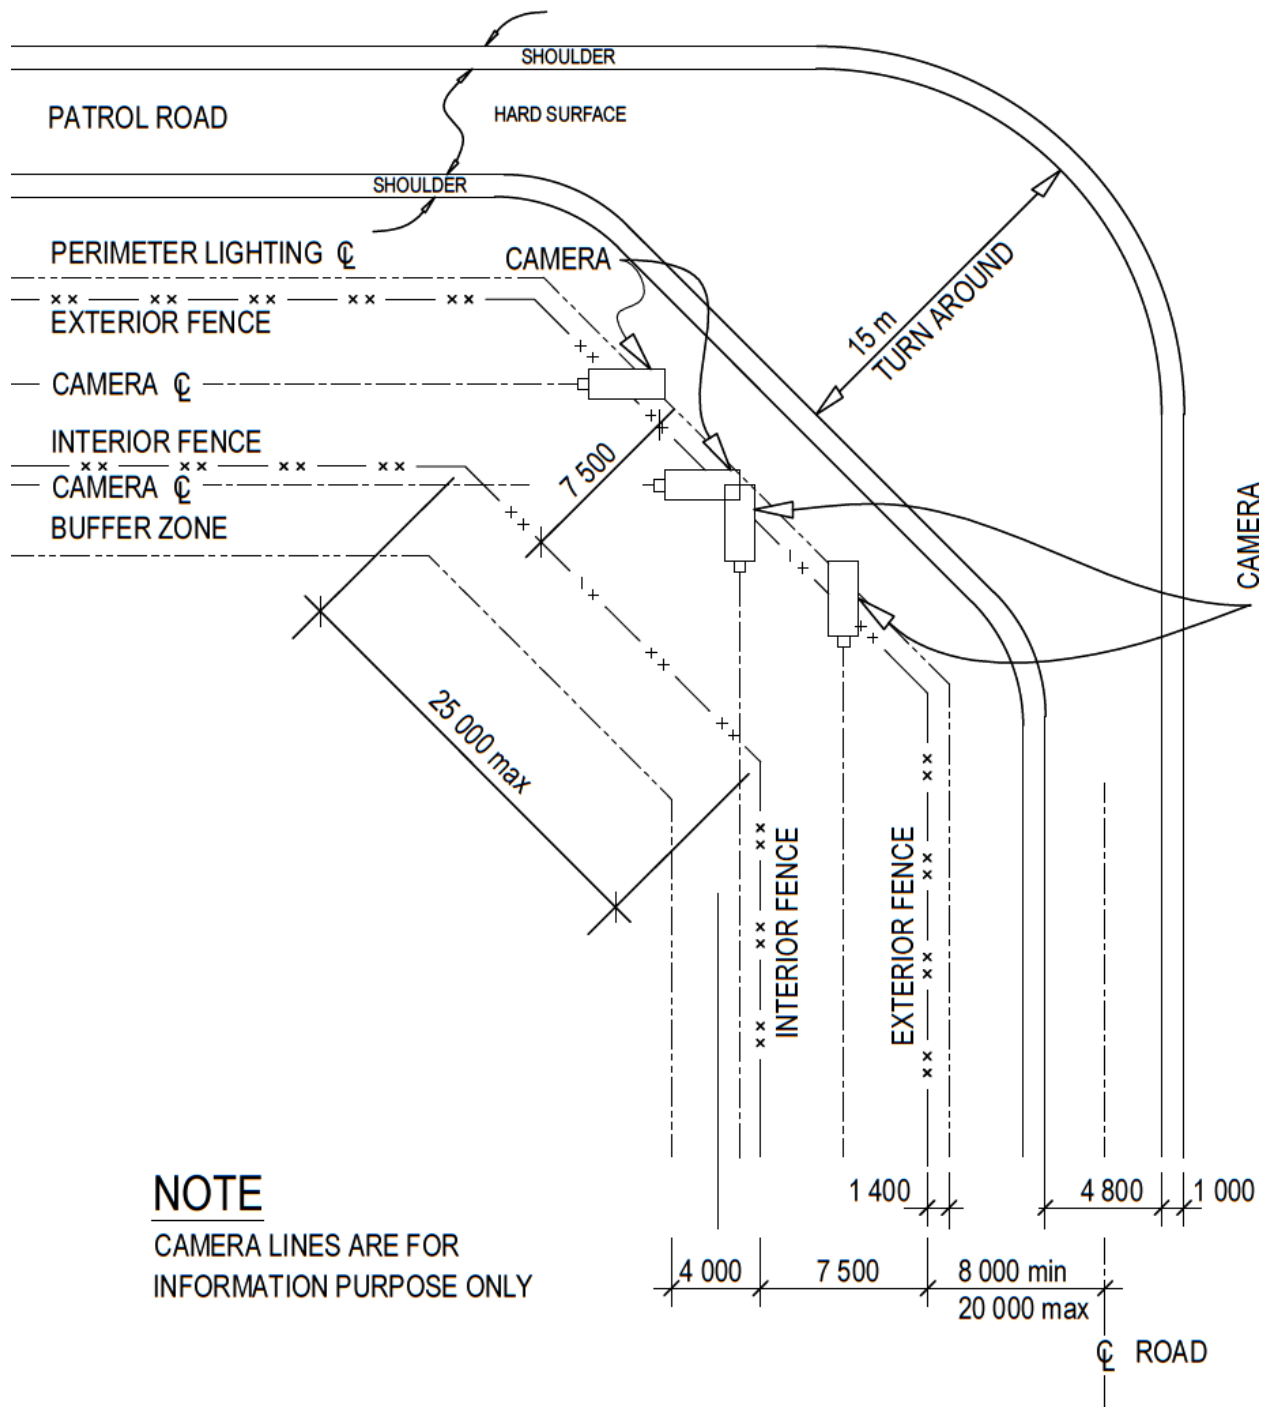 SHOULDER
PATROL ROAD
HARD SURFACE
SHOULDER
PERIMETER LIGHTING ℄
CAMERA
EXTERIOR FENCE
15 m
TURN AROUND
CAMERA ℄
INTERIOR FENCE
7 500
CAMERA ℄
BUFFER ZONE
CAMERA
25 000 max
INTERIOR FENCE
EXTERIOR FENCE
NOTE
CAMERA LINES ARE FOR
INFORMATION PURPOSE ONLY
1 400
4 800
1 000
4 000
7 500
8 000 min
20 000 max
℄ ROAD